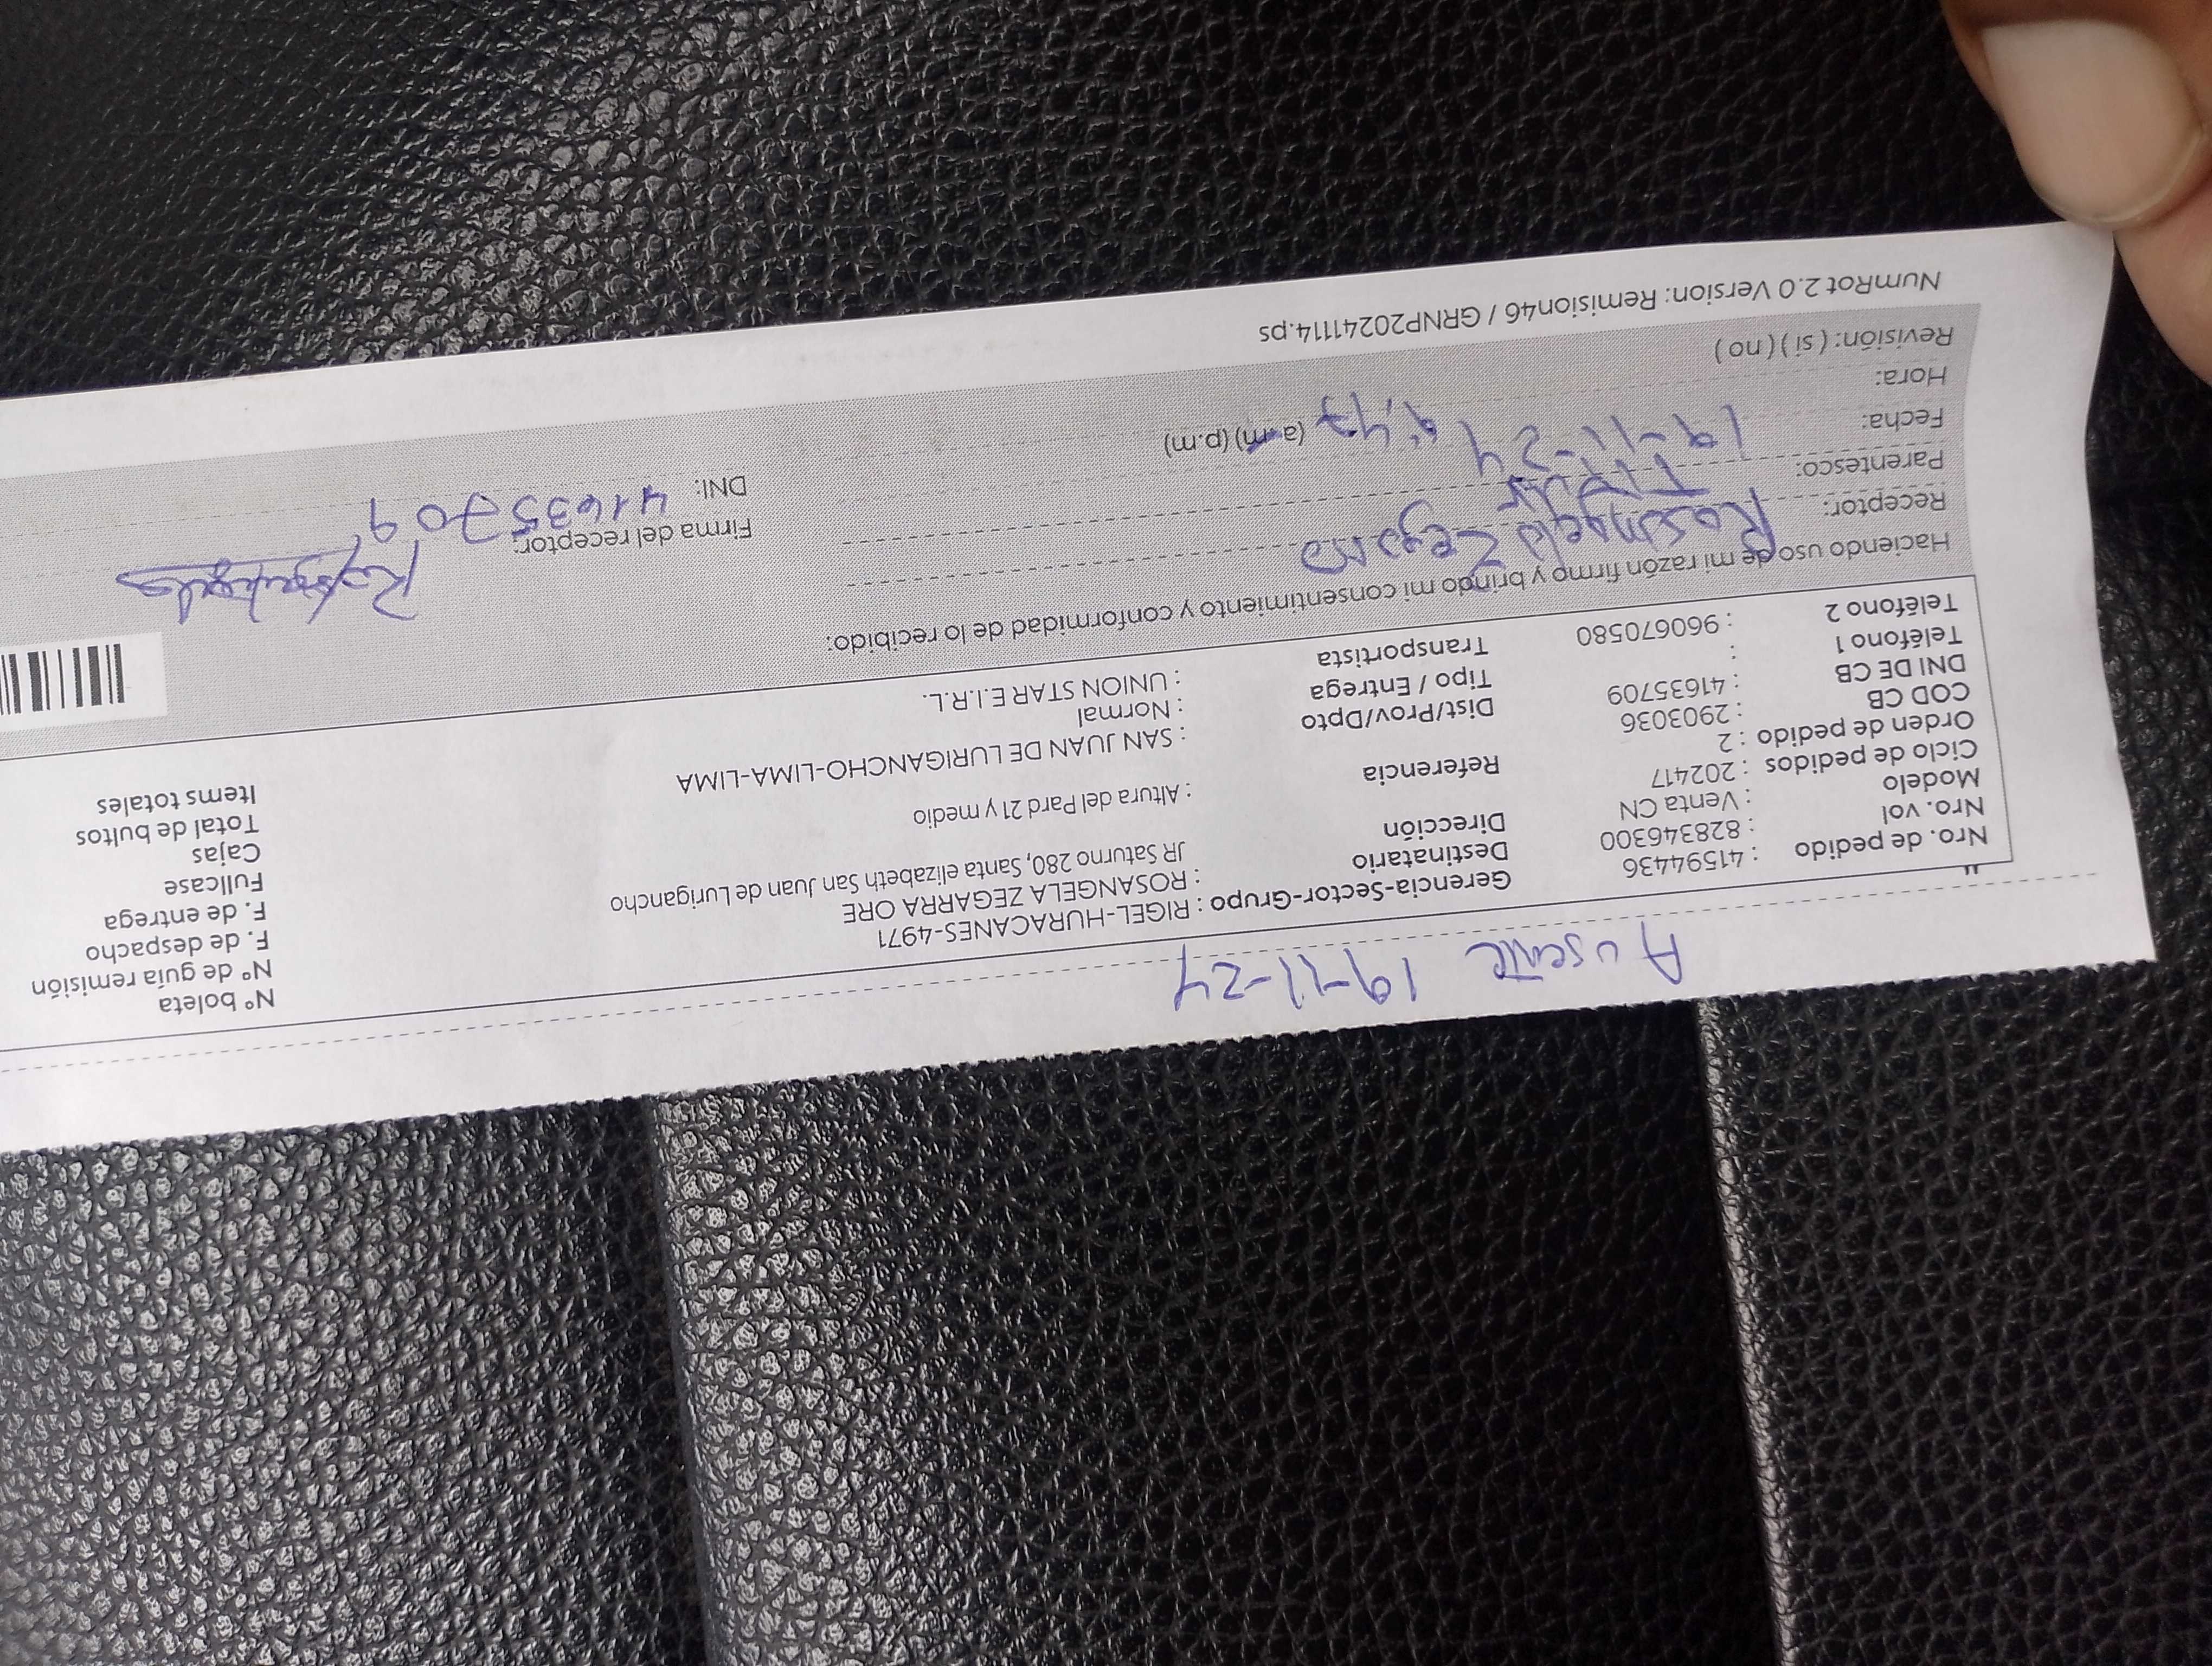 Ausente 19-11-24
Nro. de pedido : 41594436
Nro. vol : 828346300
Modelo : Venta CN
Ciclo de pedidos : 202417
Orden de pedido : 2
COD CB : 2903036
DNI DE CB : 41635709
Teléfono 1 :
Teléfono 2 : 960670580
Gerencia-Sector-Grupo : RIGEL-HURACANES-4971
Destinatario : ROSANGELA ZEGARRA ORE
Dirección JR Saturno 280, Santa elizabeth San Juan de Lurigancho
Referencia : Altura del Pard 21 y medio
Dist/Prov/Dpto : SAN JUAN DE LURIGANCHO-LIMA-LIMA
Tipo / Entrega : Normal
Transportista : UNION STAR E.I.R.L.
N° boleta
N° de guía remisión
F. de despacho
F. de entrega
Fullcase
Cajas
Total de bultos
Items totales
Haciendo uso de mi razón firmo y brindo mi consentimiento y conformidad de lo recibido:
Receptor: Rosangela Zegarra
Parentesco: Titular
Fecha: 19-11-24
Hora: 9:47 (a.m) (p.m)
Revisión: ( si ) ( no )
Firma del receptor: Rosangela
DNI: 41635709
NumRot 2.0 Version: Remision46 / GRNP20241114.ps